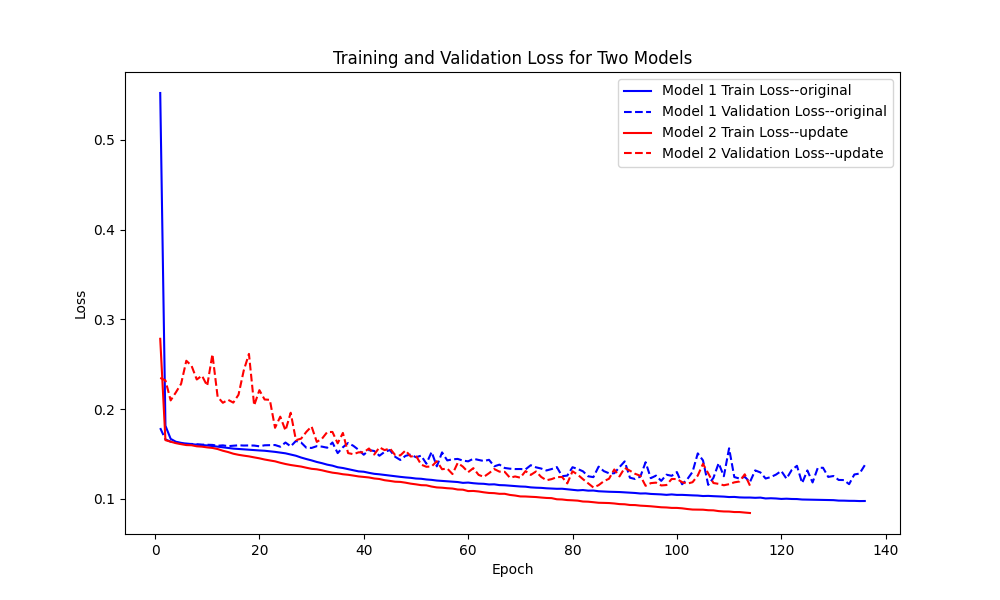 Training and Validation Loss for Two Models
Model 1 Train Loss--original
Model 1 Validation Loss--original
Model 2 Train Loss--update
Model 2 Validation Loss--update
0.5
0.4
0.3
0.2
0.1
Loss
0 20 40 60 80 100 120 140
Epoch